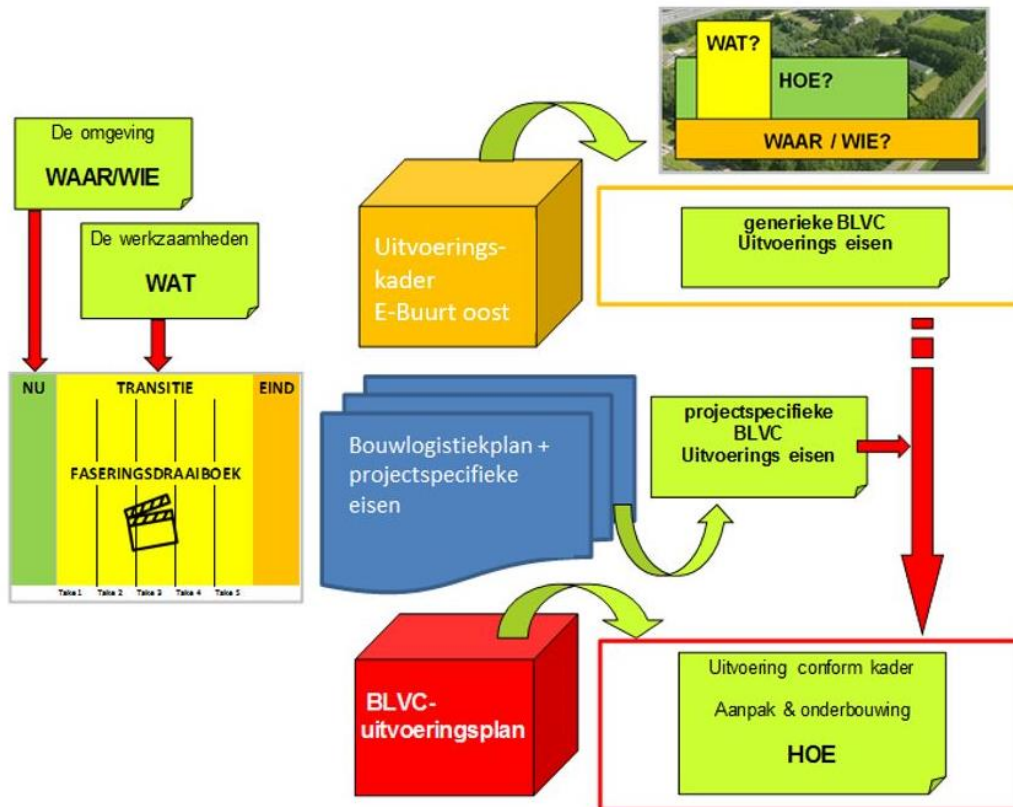 De omgeving
WAAR/WIE
De werkzaamheden
WAT
NU
TRANSITIE
EIND
FASERINGSDRAAIBOEK
Take 1
Take 2
Take 3
Take 4
Take 5
Uitvoerings-
kader
E-Buurt oost
WAT?
HOE?
WAAR / WIE?
generieke BLVC
Uitvoerings eisen
Bouwlogistiekplan +
projectspecifieke
eisen
projectspecifieke
BLVC
Uitvoerings eisen
BLVC-
uitvoeringsplan
Uitvoering conform kader
Aanpak & onderbouwing
HOE